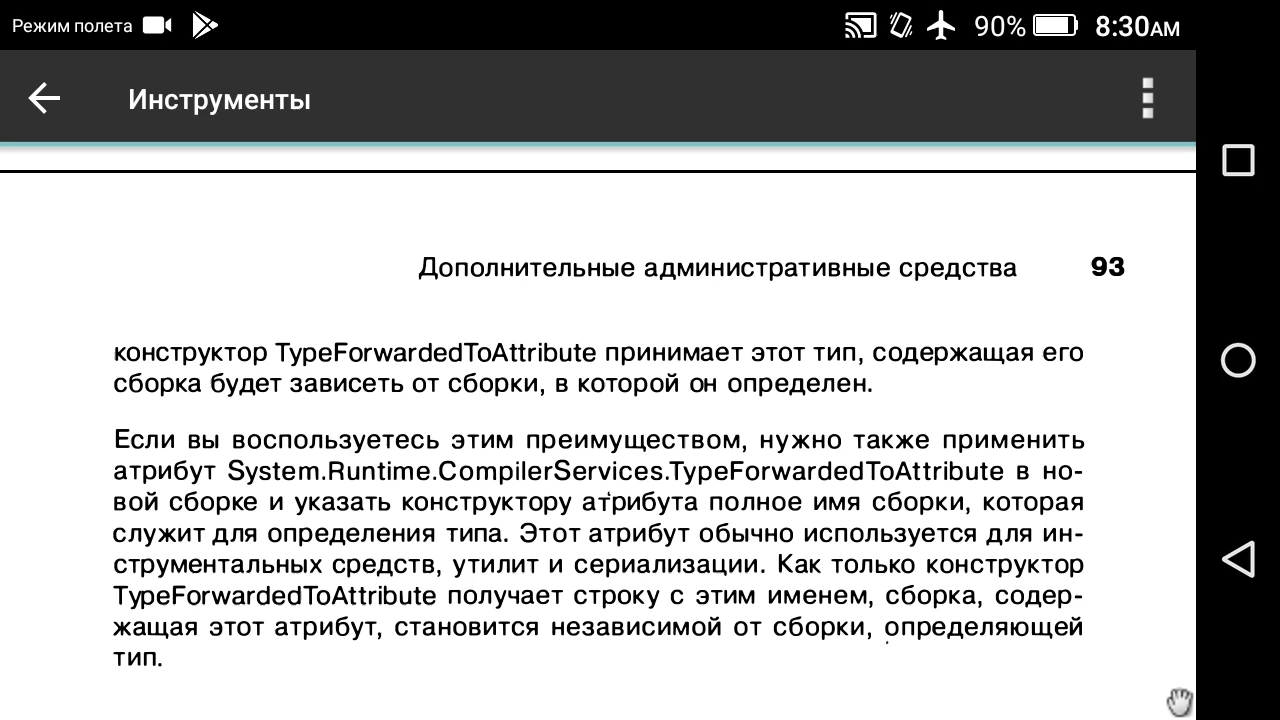 Режим полета
90%
8:30AM
Инструменты
Дополнительные административные средства 93
конструктор TypeForwardedToAttribute принимает этот тип, содержащая его
сборка будет зависеть от сборки, в которой он определен.
Если вы воспользуетесь этим преимуществом, нужно также применить
атрибут System.Runtime.CompilerServices.TypeForwardedToAttribute в но-
вой сборке и указать конструктору атрибута полное имя сборки, которая
служит для определения типа. Этот атрибут обычно используется для ин-
струментальных средств, утилит и сериализации. Как только конструктор
TypeForwardedToAttribute получает строку с этим именем, сборка, содер-
жащая этот атрибут, становится независимой от сборки, определяющей
тип.